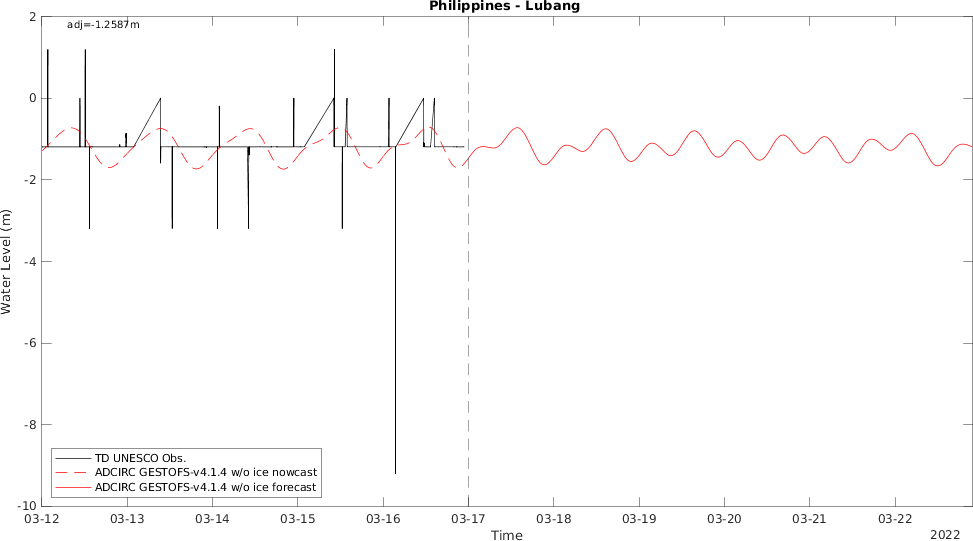 Philippines - Lubang
adj=-1.2587m
2
0
-2
-4
-6
-8
-10
Water Level (m)
TD UNESCO Obs.
ADCIRC GESTOFS-v4.1.4 w/o ice nowcast
ADCIRC GESTOFS-v4.1.4 w/o ice forecast
03-12 03-13 03-14 03-15 03-16 03-17 03-18 03-19 03-20 03-21 03-22
Time
2022